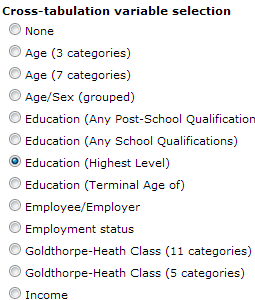 Cross-tabulation variable selection
None
Age (3 categories)
Age (7 categories)
Age/Sex (grouped)
Education (Any Post-School Qualification
Education (Any School Qualifications)
Education (Highest Level)
Education (Terminal Age of)
Employee/Employer
Employment status
Goldthorpe-Heath Class (11 categories)
Goldthorpe-Heath Class (5 categories)
Income